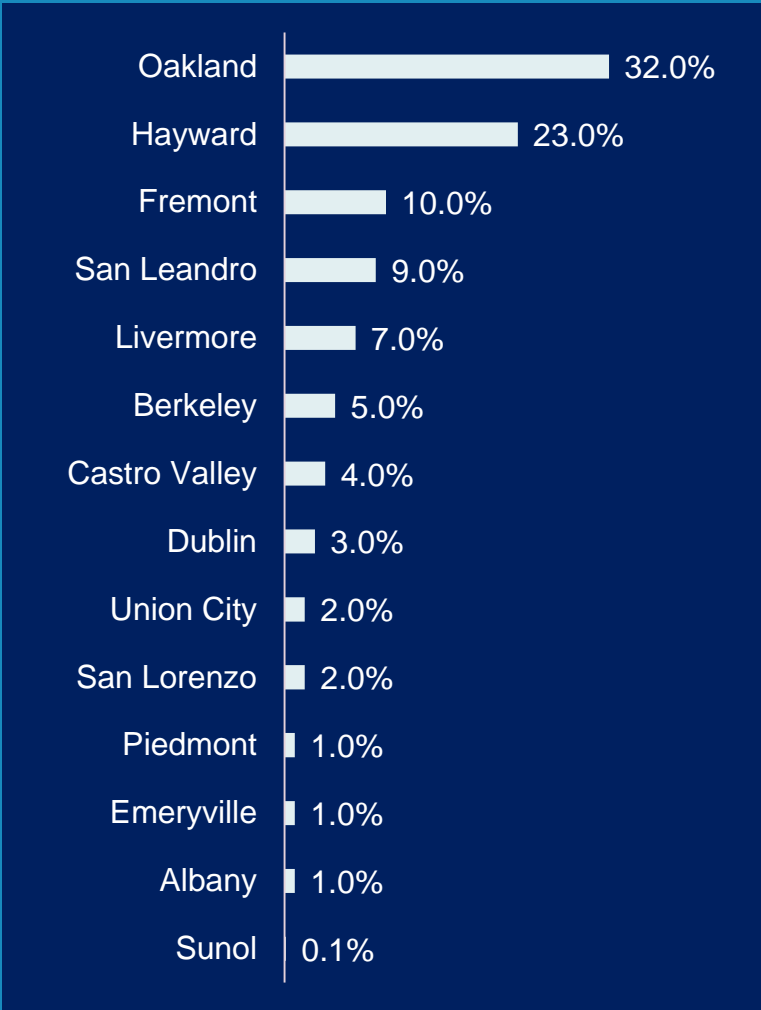 Oakland 32.0%
Hayward 23.0%
Fremont 10.0%
San Leandro 9.0%
Livermore 7.0%
Berkeley 5.0%
Castro Valley 4.0%
Dublin 3.0%
Union City 2.0%
San Lorenzo 2.0%
Piedmont 1.0%
Emeryville 1.0%
Albany 1.0%
Sunol 0.1%